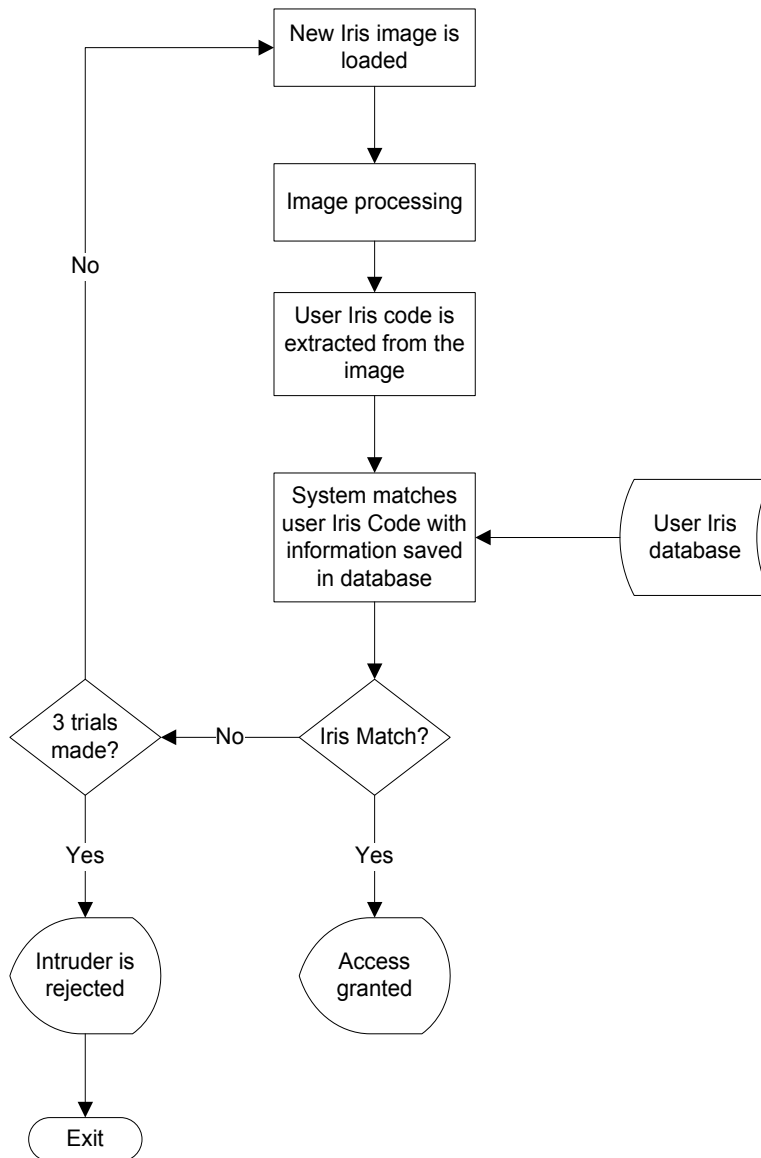 New Iris image is
loaded
Image processing
No
User Iris code is
extracted from the
image
System matches
user Iris Code with
information saved
in database
User Iris
database
3 trials
made?
No
Iris Match?
Yes
Yes
Intruder is
rejected
Access
granted
Exit